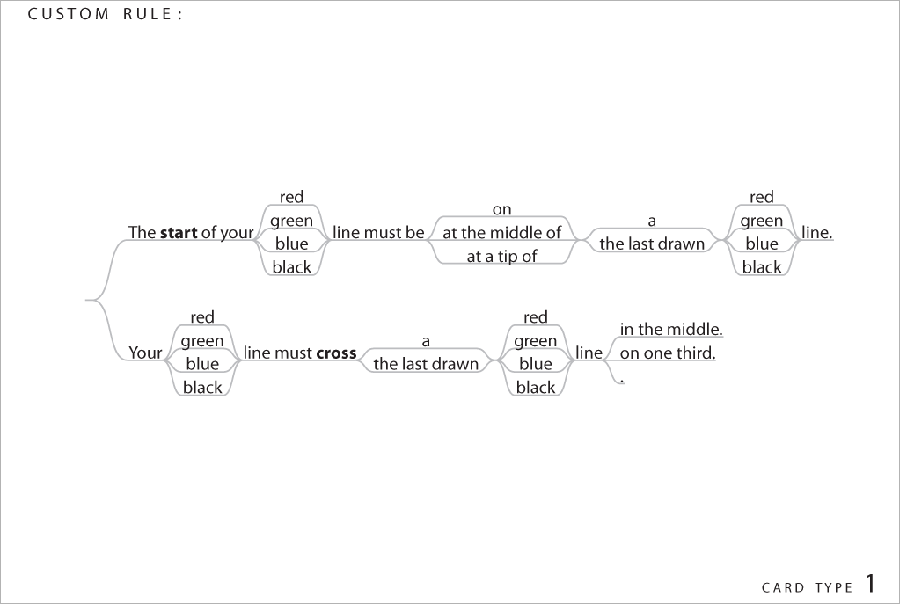 CUSTOM RULE:
red
green
The start of your blue line must be at the middle of the last drawn blue line.
black
on
at a tip of
a
red
green
black
red
green
Your blue line must cross the last drawn blue line on one third.
black
a
red
green
black
in the middle.
.
CARD TYPE 1